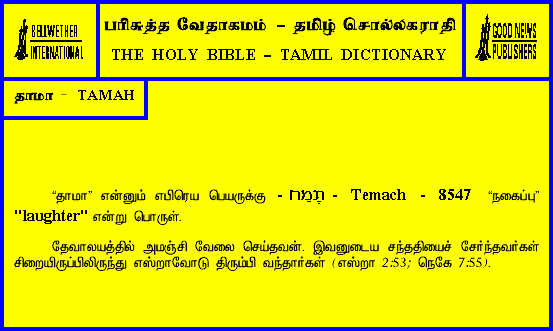 BELLWETHER
INTERNATIONAL
பரிசுத்த வேதாகமம் – தமிழ் சொல்லகராதி
THE HOLY BIBLE – TAMIL DICTIONARY
GOOD NEWS
PUBLISHERS
தாமா – TAMAH
“தாமா” என்னும் எபிரெய பெயருக்கு - תֶּמַח - Temach - 8547 “நகைப்பு”
"laughter" என்று பொருள்.
தேவாலயத்தில் அமஞ்சி வேலை செய்தவன். இவனுடைய சந்ததியைச் சேர்ந்தவர்கள்
சிறையிருப்பிலிருந்து எஸ்றாவோடு திரும்பி வந்தார்கள் (எஸ்றா 2:53; நெகே 7:55).